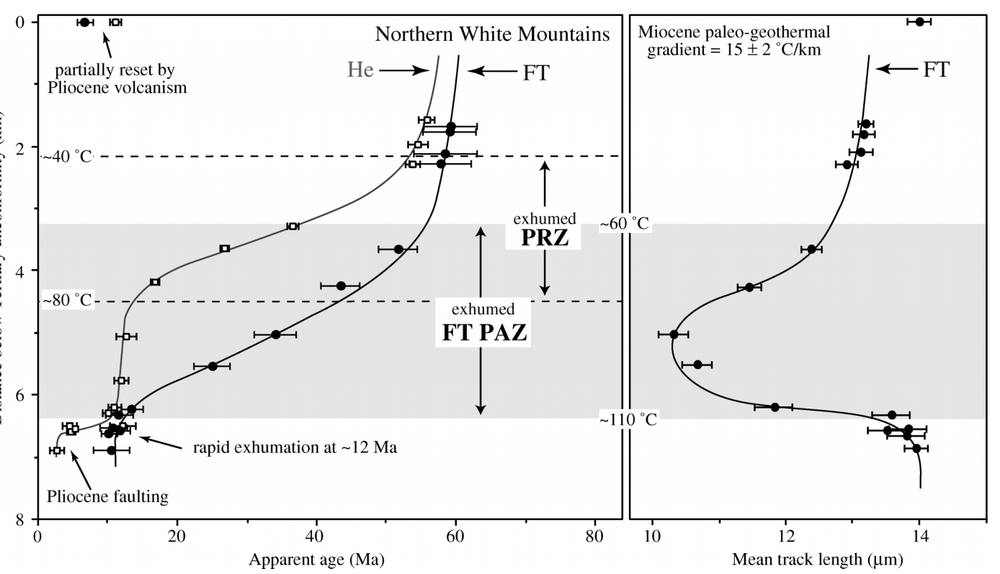 Northern White Mountains
He
FT
partially reset by
Pliocene volcanism
~40 ˚C
exhumed
PRZ
~80 ˚C
exhumed
FT PAZ
rapid exhumation at ~12 Ma
Pliocene faulting
0
2
4
6
8
0
20
40
60
80
Apparent age (Ma)
Miocene paleo-geothermal
gradient = 15 ± 2 ˚C/km
FT
~60 ˚C
~110 ˚C
10
12
14
Mean track length (μm)